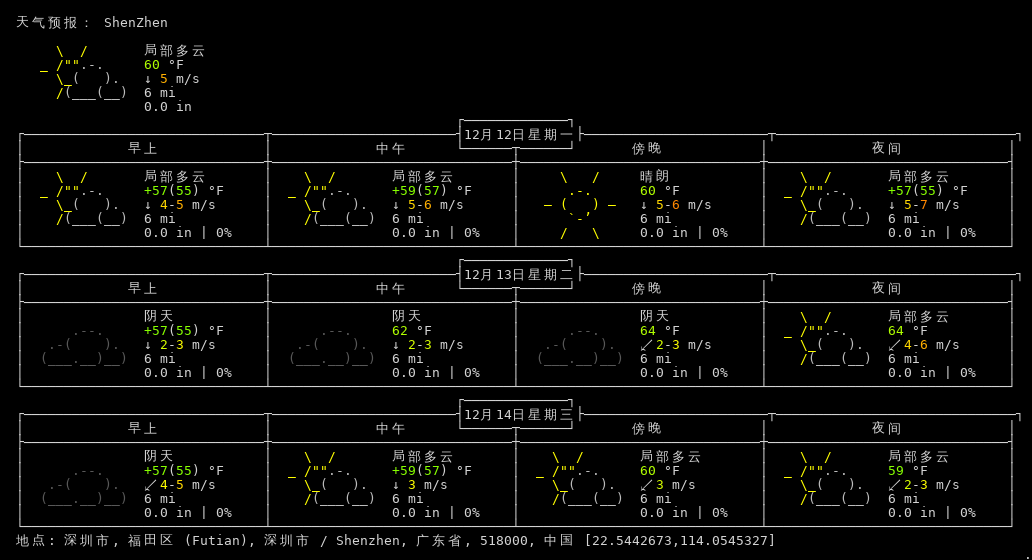 天气预报： ShenZhen
局部多云
60 °F
↓ 5 m/s
6 mi
0.0 in
12月12日星期一
早上 中午 傍晚 夜间
局部多云 局部多云 晴朗 局部多云
+57(55) °F +59(57) °F 60 °F +57(55) °F
↓ 4-5 m/s ↓ 5-6 m/s ↓ 5-6 m/s ↓ 5-7 m/s
6 mi 6 mi 6 mi 6 mi
0.0 in | 0% 0.0 in | 0% 0.0 in | 0% 0.0 in | 0%
12月13日星期二
早上 中午 傍晚 夜间
阴天 阴天 阴天 局部多云
+57(55) °F 62 °F 64 °F 64 °F
↓ 2-3 m/s ↓ 2-3 m/s ↙ 2-3 m/s ↙ 4-6 m/s
6 mi 6 mi 6 mi 6 mi
0.0 in | 0% 0.0 in | 0% 0.0 in | 0% 0.0 in | 0%
12月14日星期三
早上 中午 傍晚 夜间
阴天 局部多云 局部多云 局部多云
+57(55) °F +59(57) °F 60 °F 59 °F
↙ 4-5 m/s ↓ 3 m/s ↙ 3 m/s ↙ 2-3 m/s
6 mi 6 mi 6 mi 6 mi
0.0 in | 0% 0.0 in | 0% 0.0 in | 0% 0.0 in | 0%
地点: 深圳市, 福田区 (Futian), 深圳市 / Shenzhen, 广东省, 518000, 中国 [22.5442673,114.0545327]